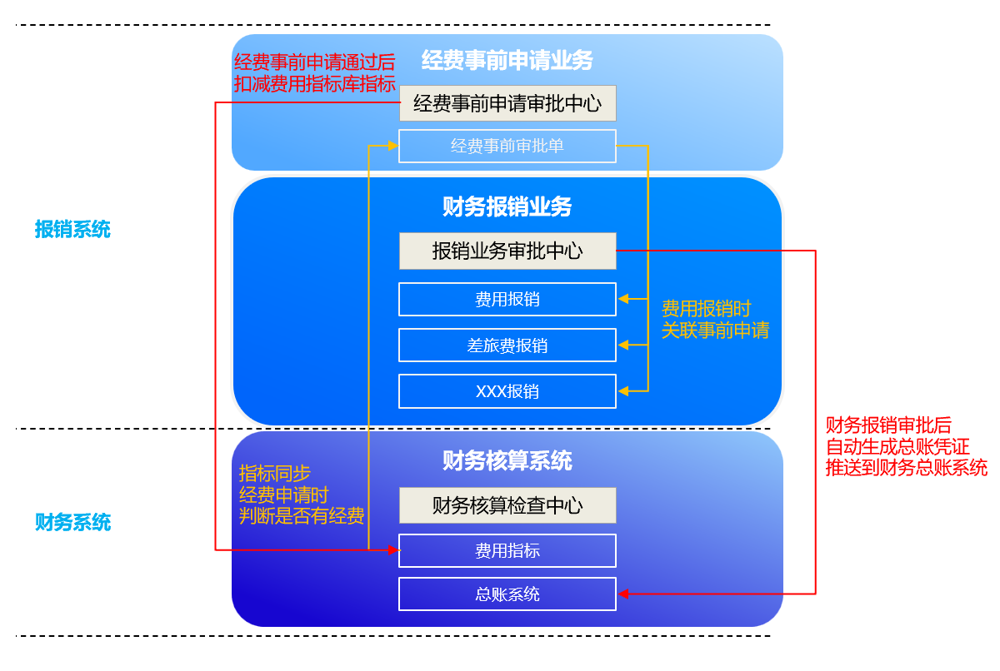 经费事前申请业务
经费事前申请通过后
扣减费用指标库指标
经费事前申请审批中心
经费事前审批单
报销系统
财务报销业务
报销业务审批中心
费用报销
差旅费报销
XXX报销
费用报销时
关联事前申请
财务报销审批后
自动生成总账凭证
推送到财务总账系统
财务系统
财务核算系统
指标同步
经费申请时
判断是否有经费
财务核算检查中心
费用指标
总账系统